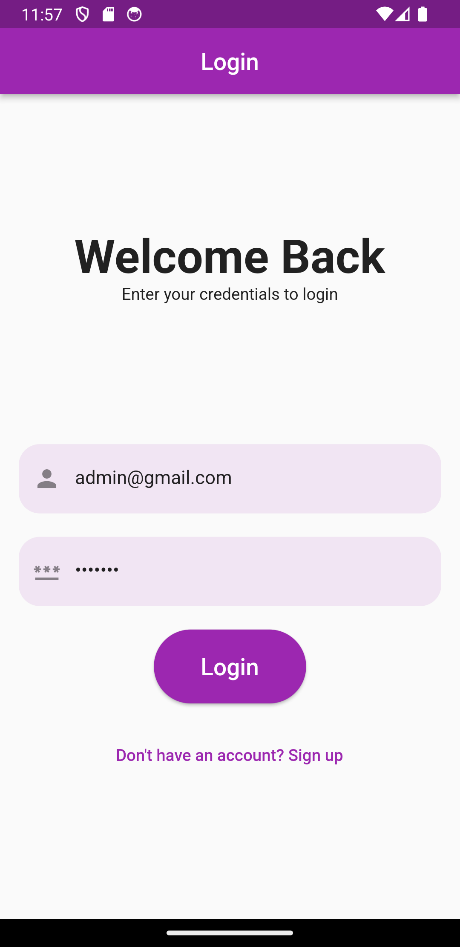 11:57
Login
Welcome Back
Enter your credentials to login
admin@gmail.com
***
•••••••
Login
Don't have an account? Sign up